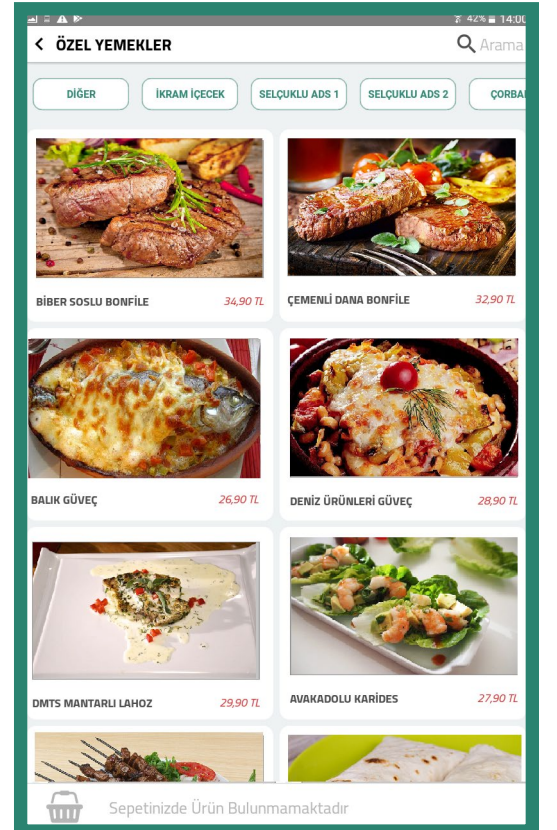 42% 14:00
ÖZEL YEMEKLER Arama
DİĞER İKRAM İÇECEK SELÇUKLU ADS 1 SELÇUKLU ADS 2 ÇORBA
BİBER SOSLU BONFİLE 34,90 TL ÇEMENLİ DANA BONFİLE 32,90 TL
BALIK GÜVEÇ 26,90 TL DENİZ ÜRÜNLERİ GÜVEÇ 28,90 TL
DMTS MANTARLI LAHOZ 29,90 TL AVAKADOLU KARİDES 27,90 TL
Sepetinizde Ürün Bulunmamaktadır